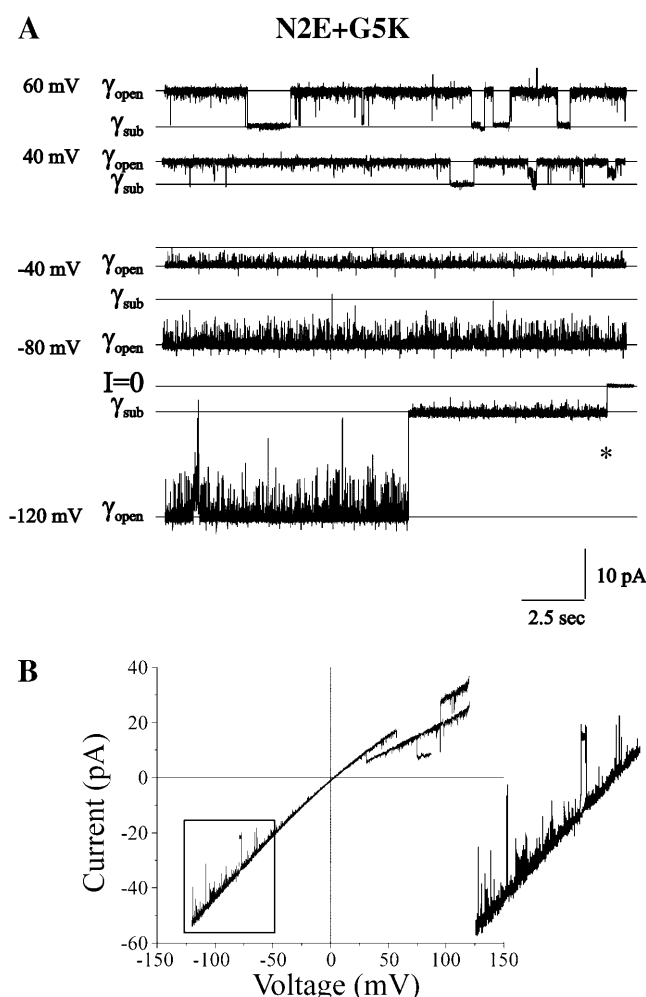 A
N2E+G5K
60 mV γopen
γsub
40 mV γopen
γsub
-40 mV γopen
γsub
-80 mV γopen
I=0
γsub
*
-120 mV γopen
10 pA
2.5 sec
B
40
20
0
-20
-40
-60
Current (pA)
-150 -100 -50 0 50 100 150
Voltage (mV)